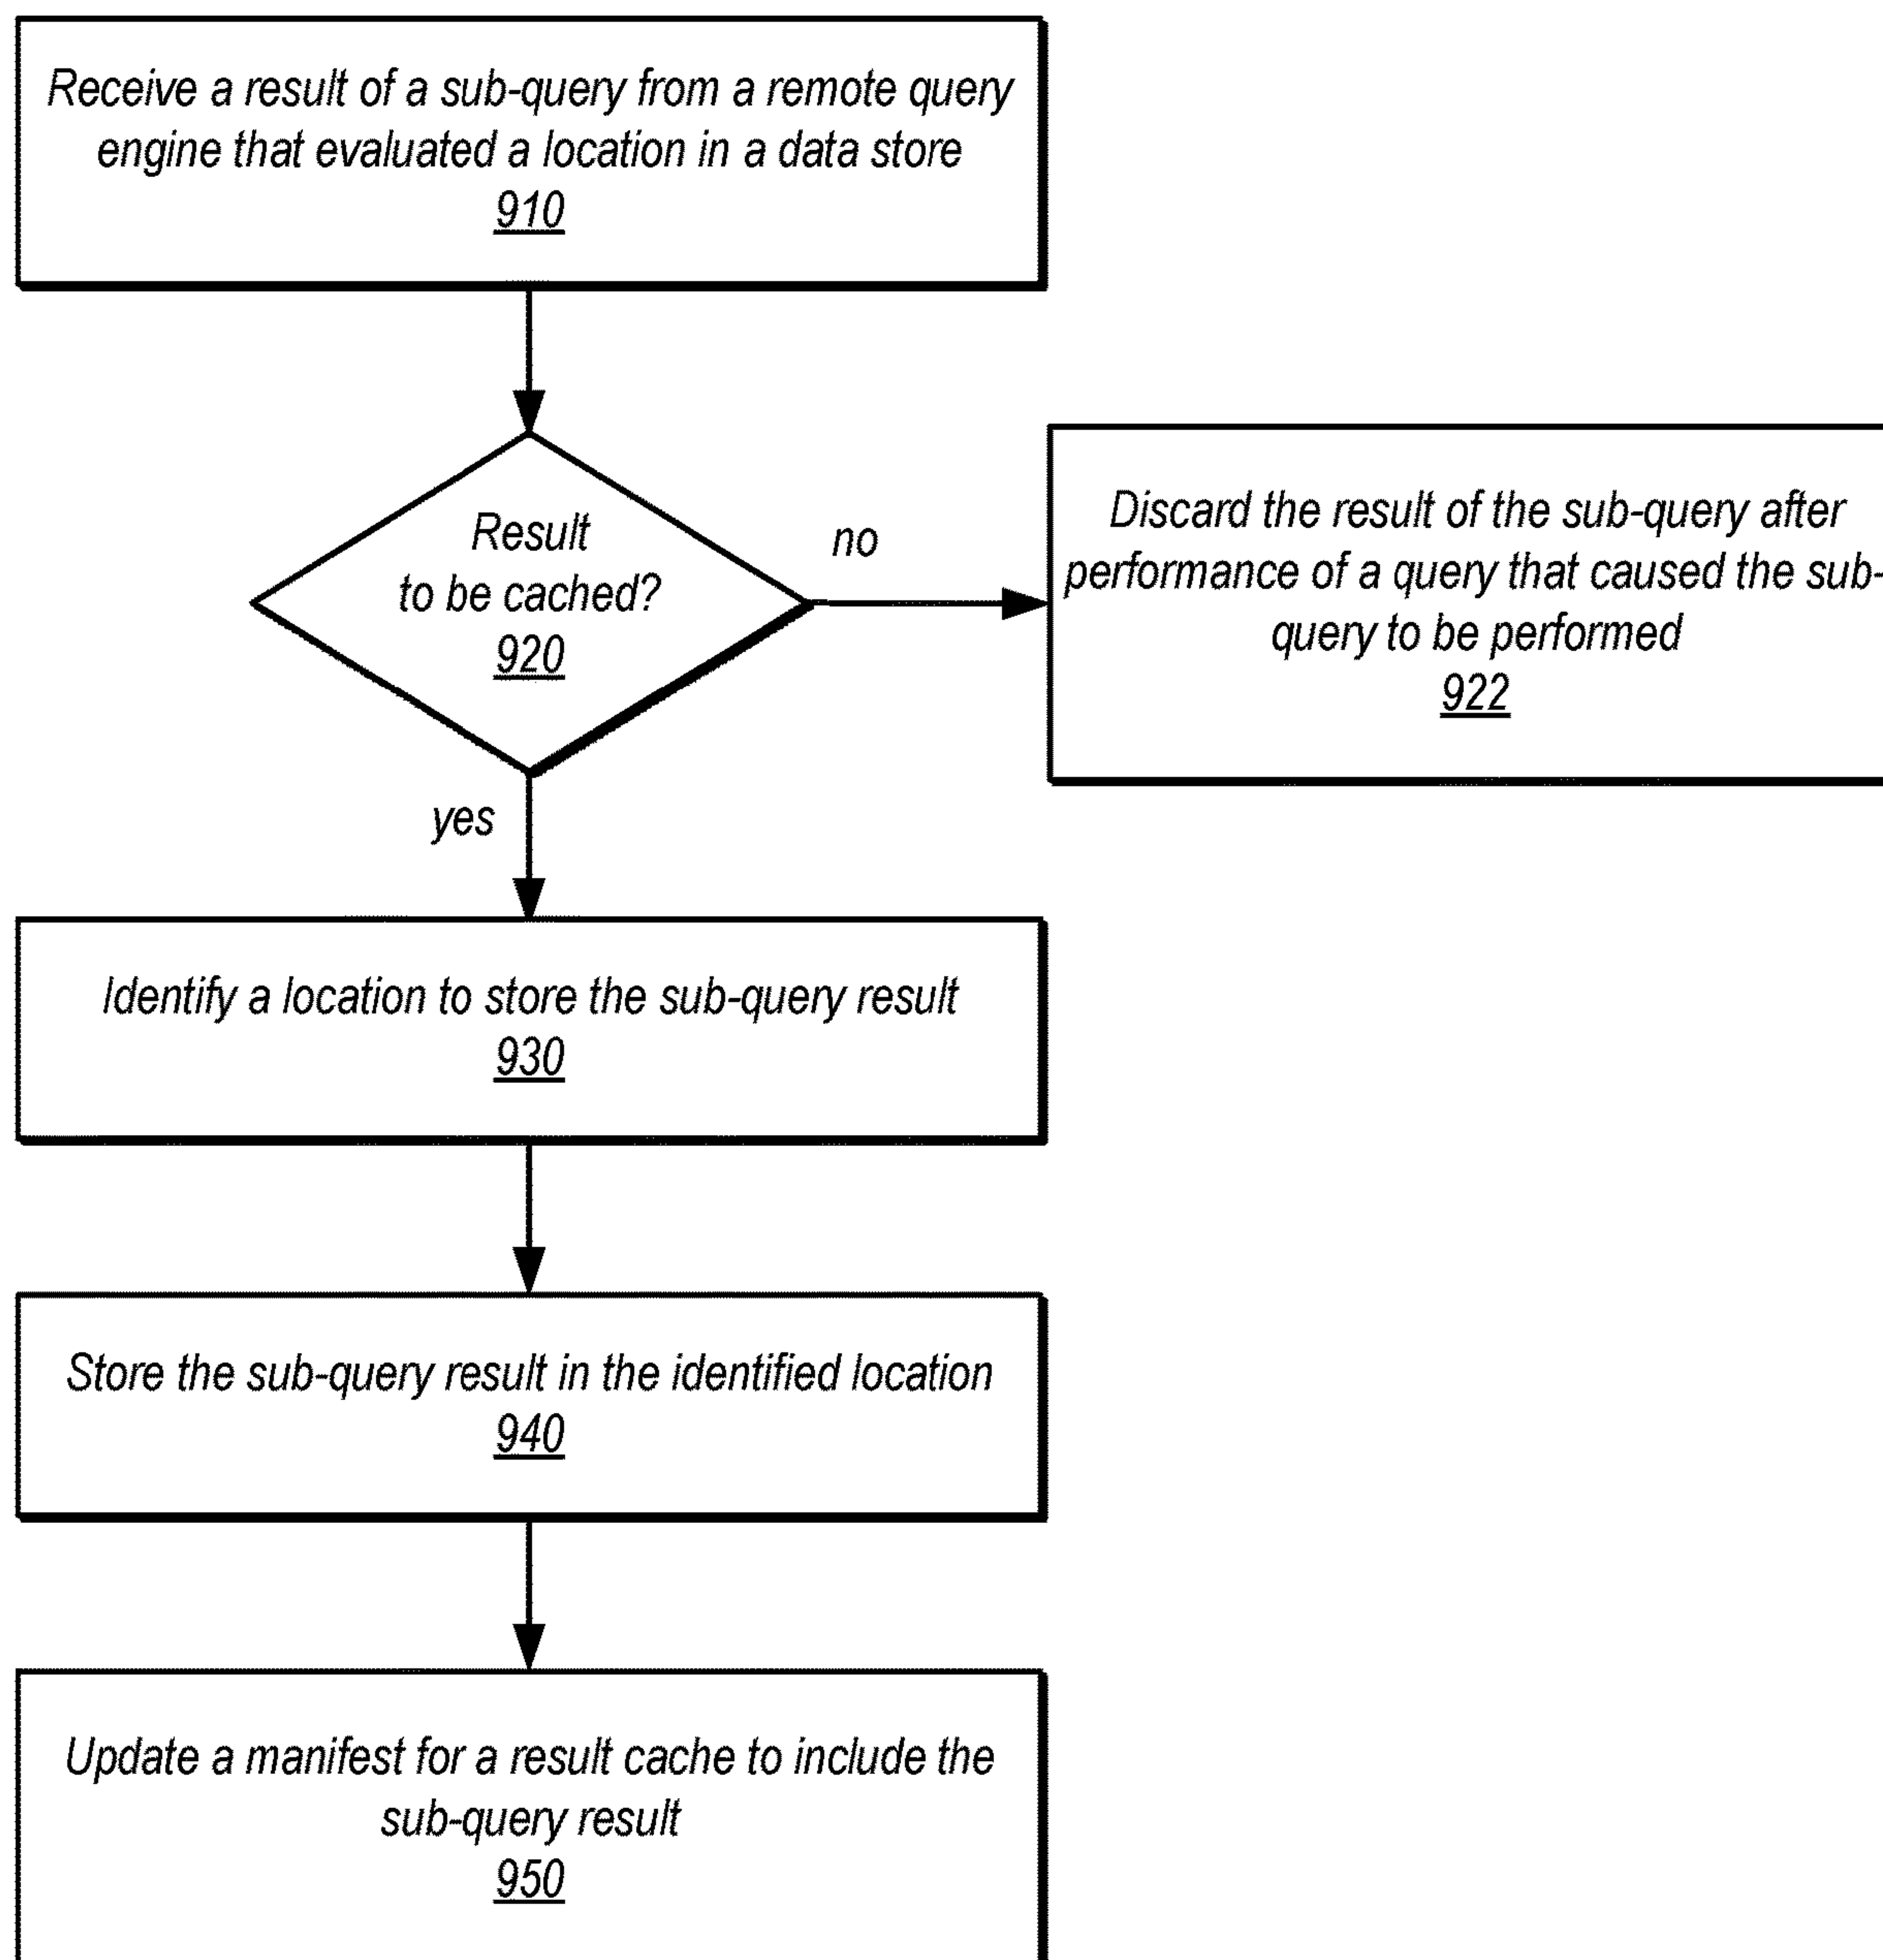 Receive a result of a sub-query from a remote query
engine that evaluated a location in a data store
910
Result
to be cached?
920
no
Discard the result of the sub-query after
performance of a query that caused the sub-
query to be performed
922
yes
Identify a location to store the sub-query result
930
Store the sub-query result in the identified location
940
Update a manifest for a result cache to include the
sub-query result
950